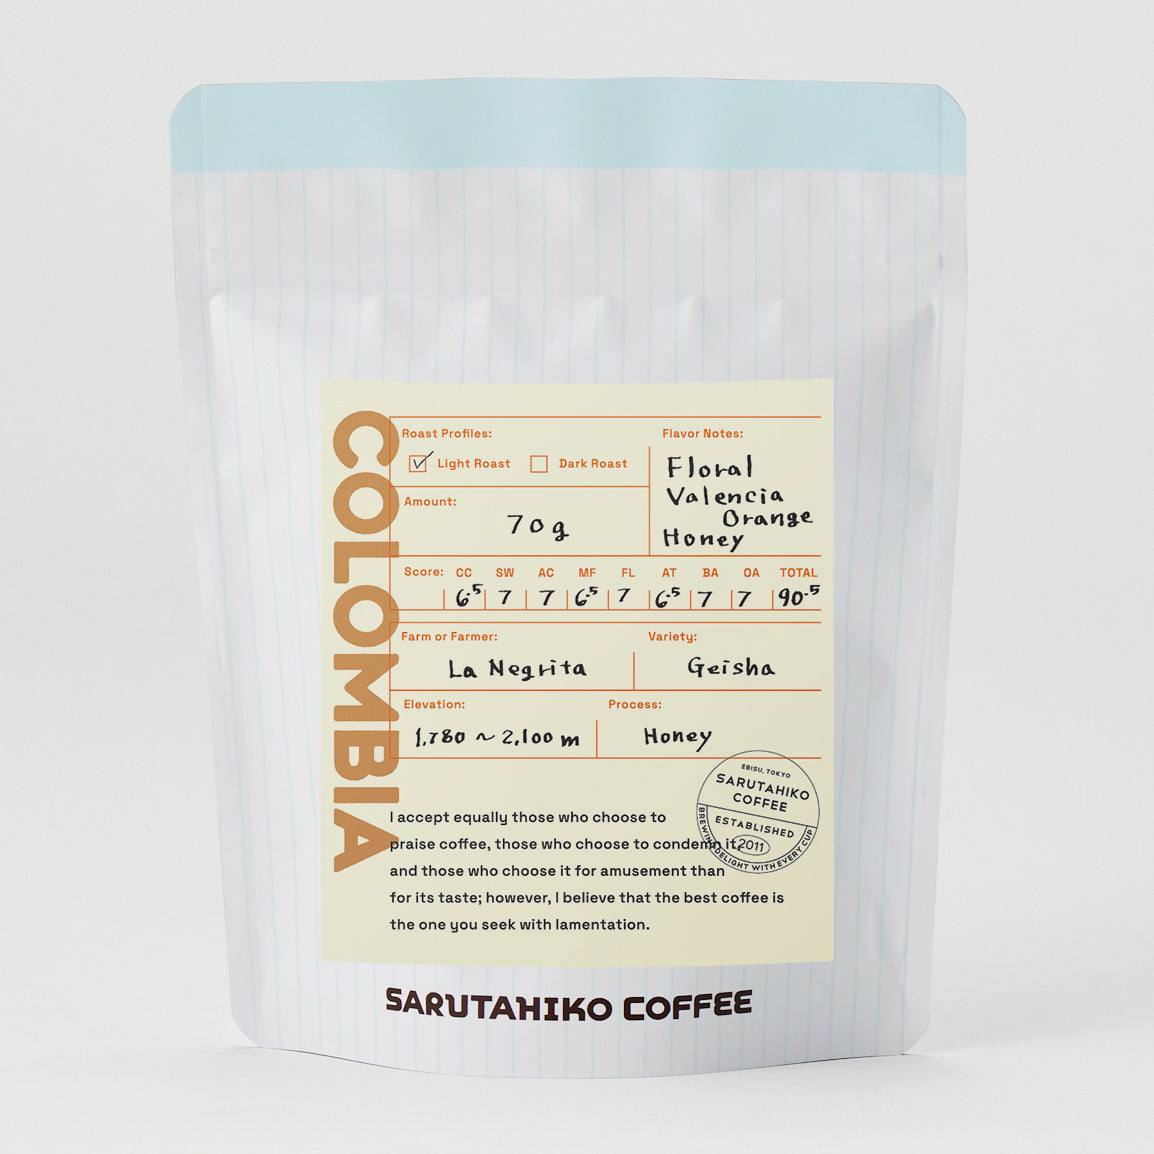 COLOMBIA
Roast Profiles:
Light Roast Dark Roast
Flavor Notes:
Floral
Valencia
Orange
Honey
Amount:
70g
Score: CC SW AC MF FL AT BA OA TOTAL
6.5 7 7 6.5 7 6.5 7 7 90.5
Farm or Farmer:
La Negrita
Variety:
Geisha
Elevation:
1,780 ~ 2,100 m
Process:
Honey
EBISU, TOKYO
SARUTAHIKO
COFFEE
ESTABLISHED
2011
BREWING DELIGHT WITH EVERY CUP
I accept equally those who choose to
praise coffee, those who choose to condemn it,
and those who choose it for amusement than
for its taste; however, I believe that the best coffee is
the one you seek with lamentation.
SARUTAHIKO COFFEE